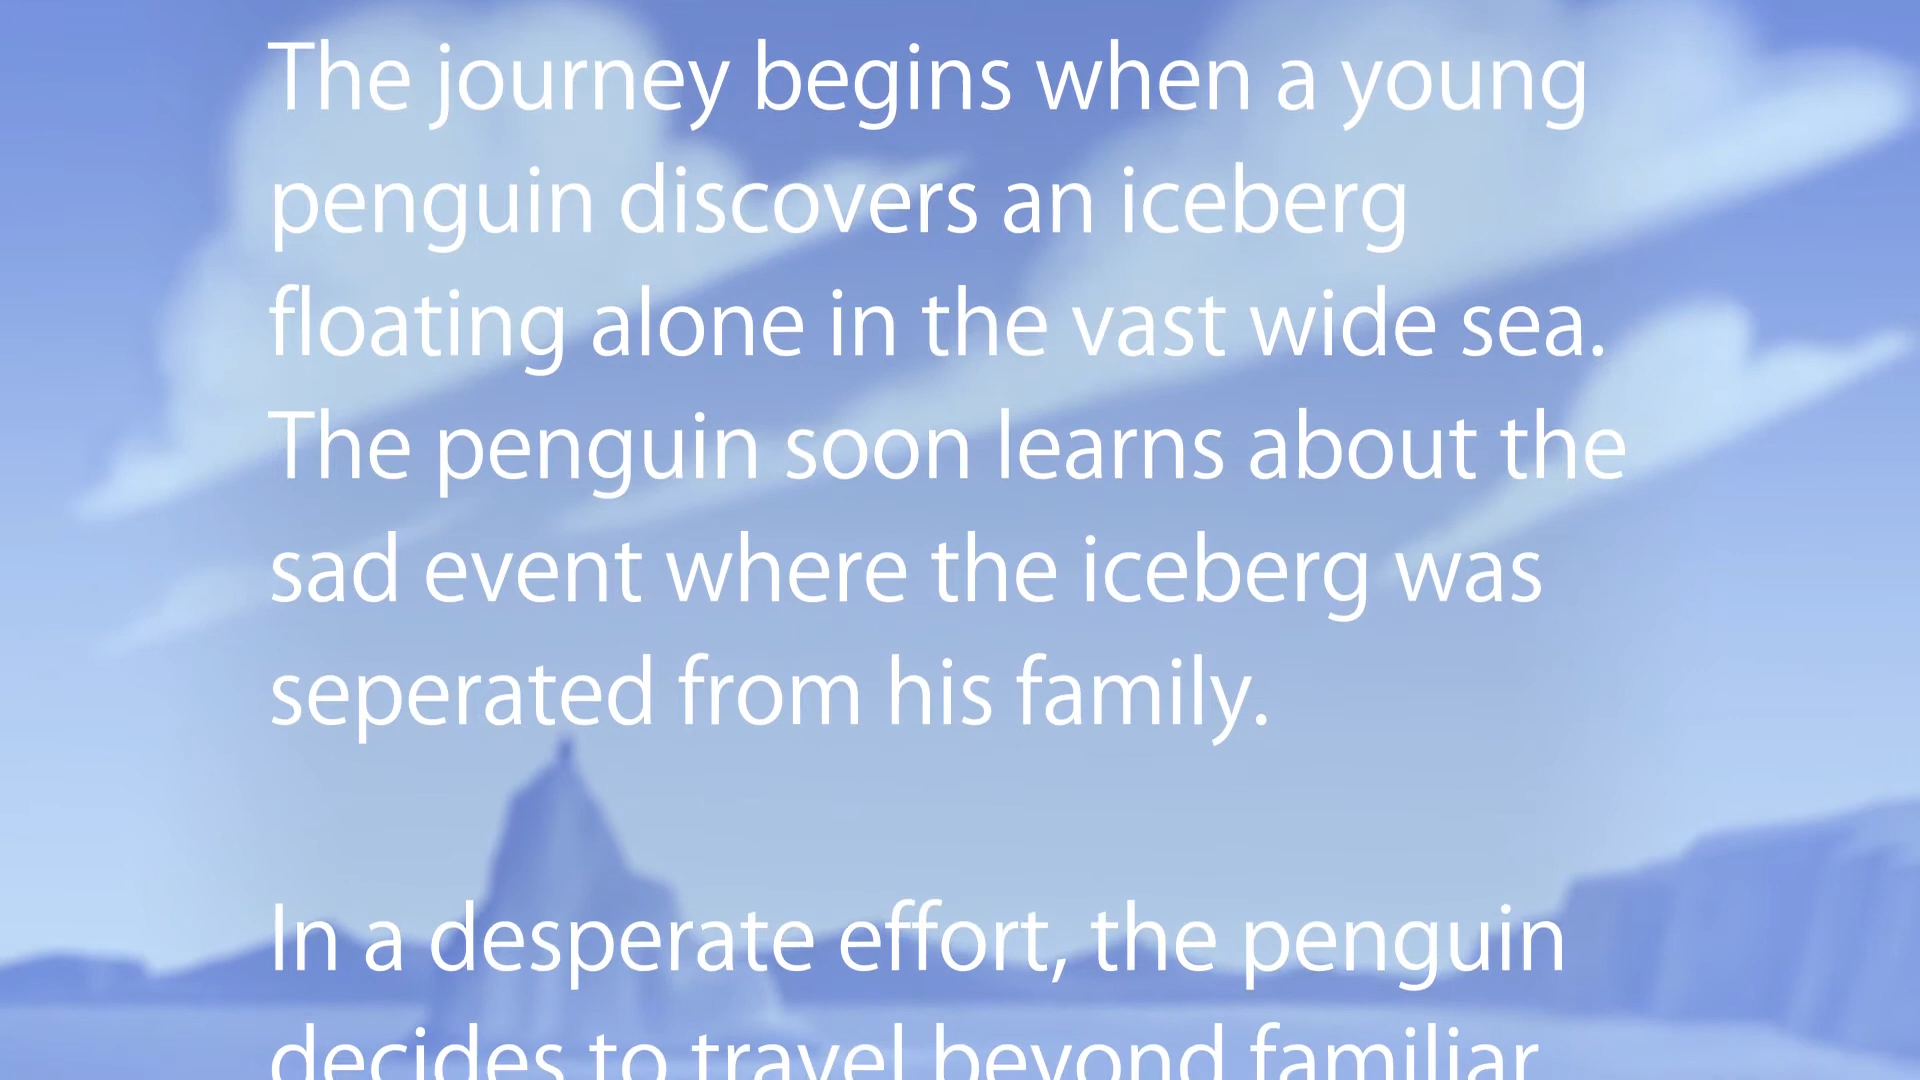 The journey begins when a young
penguin discovers an iceberg
floating alone in the vast wide sea.
The penguin soon learns about the
sad event where the iceberg was
seperated from his family.
In a desperate effort, the penguin
decides to travel beyond familiar